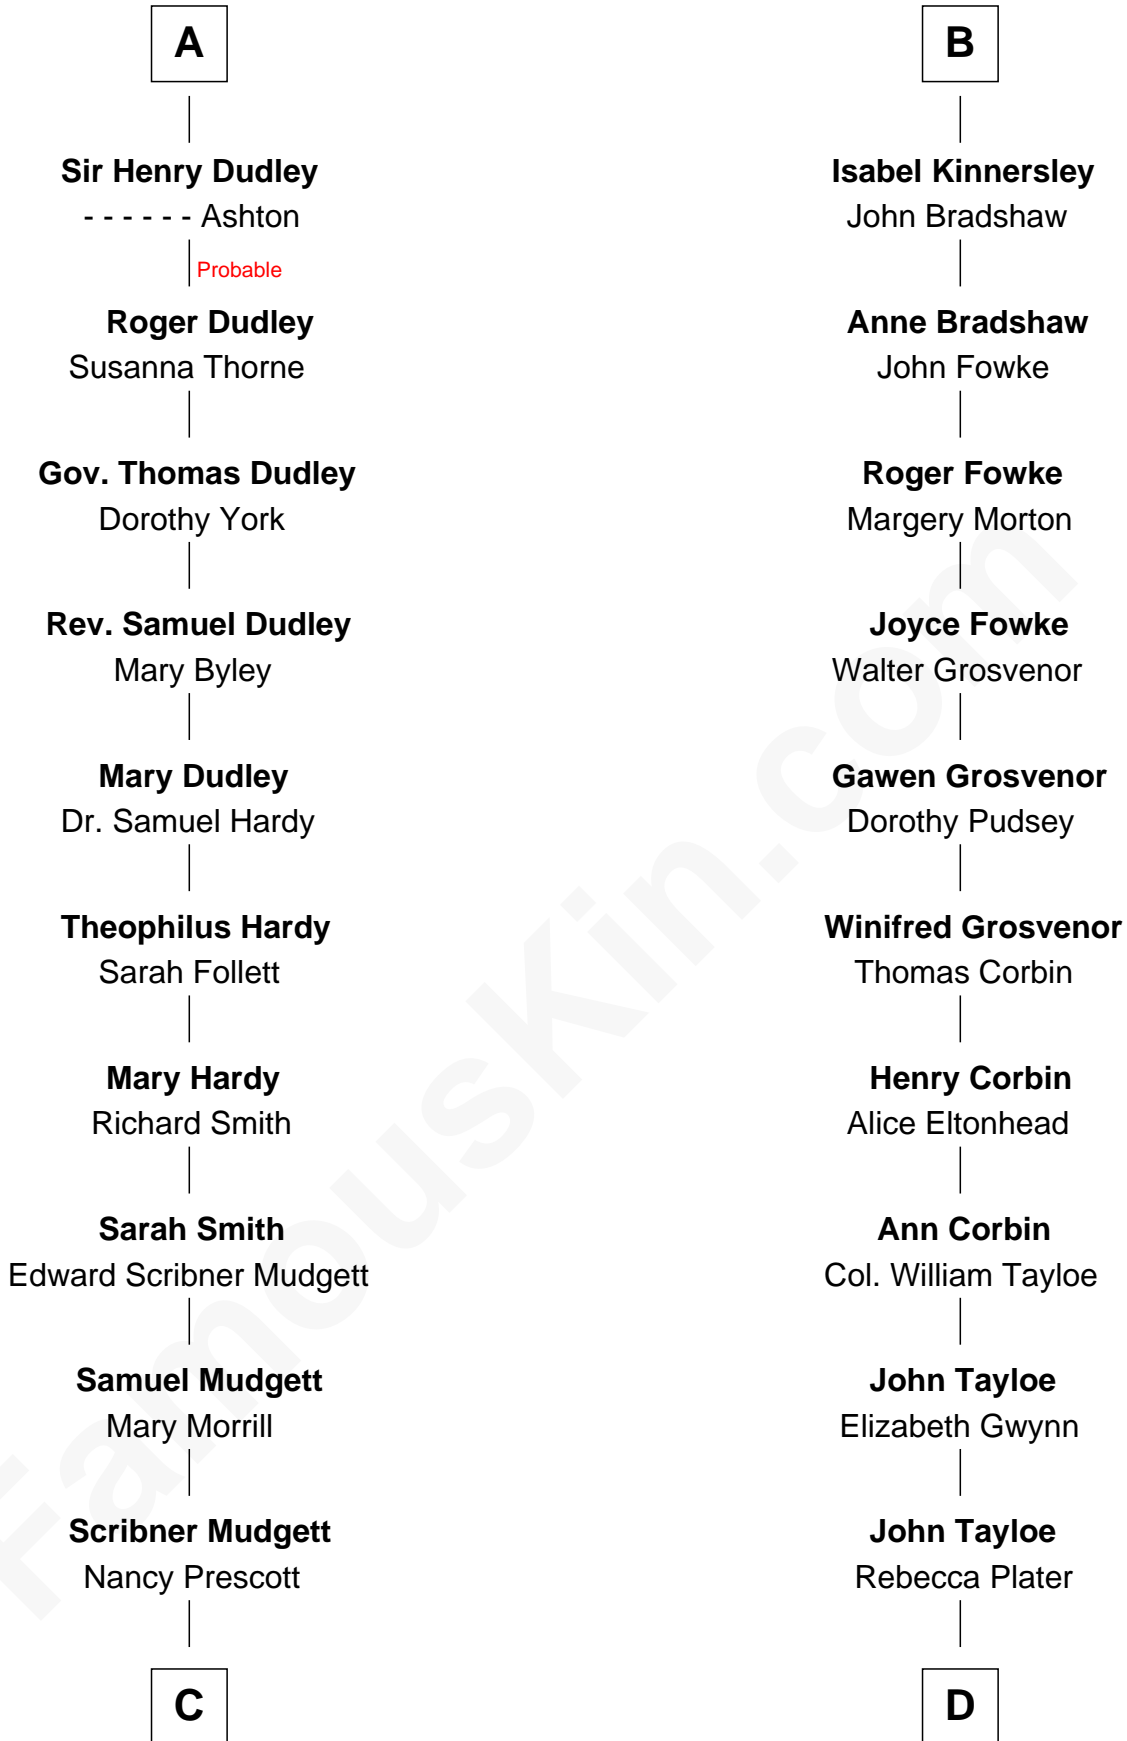 A
Sir Henry Dudley
- - - - - - Ashton
Probable
Roger Dudley
Susanna Thorne
Gov. Thomas Dudley
Dorothy York
Rev. Samuel Dudley
Mary Byley
Mary Dudley
Dr. Samuel Hardy
Theophilus Hardy
Sarah Follett
Mary Hardy
Richard Smith
Sarah Smith
Edward Scribner Mudgett
Samuel Mudgett
Mary Morrill
Scribner Mudgett
Nancy Prescott
C
B
Isabel Kinnersley
John Bradshaw
Anne Bradshaw
John Fowke
Roger Fowke
Margery Morton
Joyce Fowke
Walter Grosvenor
Gawen Grosvenor
Dorothy Pudsey
Winifred Grosvenor
Thomas Corbin
Henry Corbin
Alice Eltonhead
Ann Corbin
Col. William Tayloe
John Tayloe
Elizabeth Gwynn
John Tayloe
Rebecca Plater
D
FamousKin.com